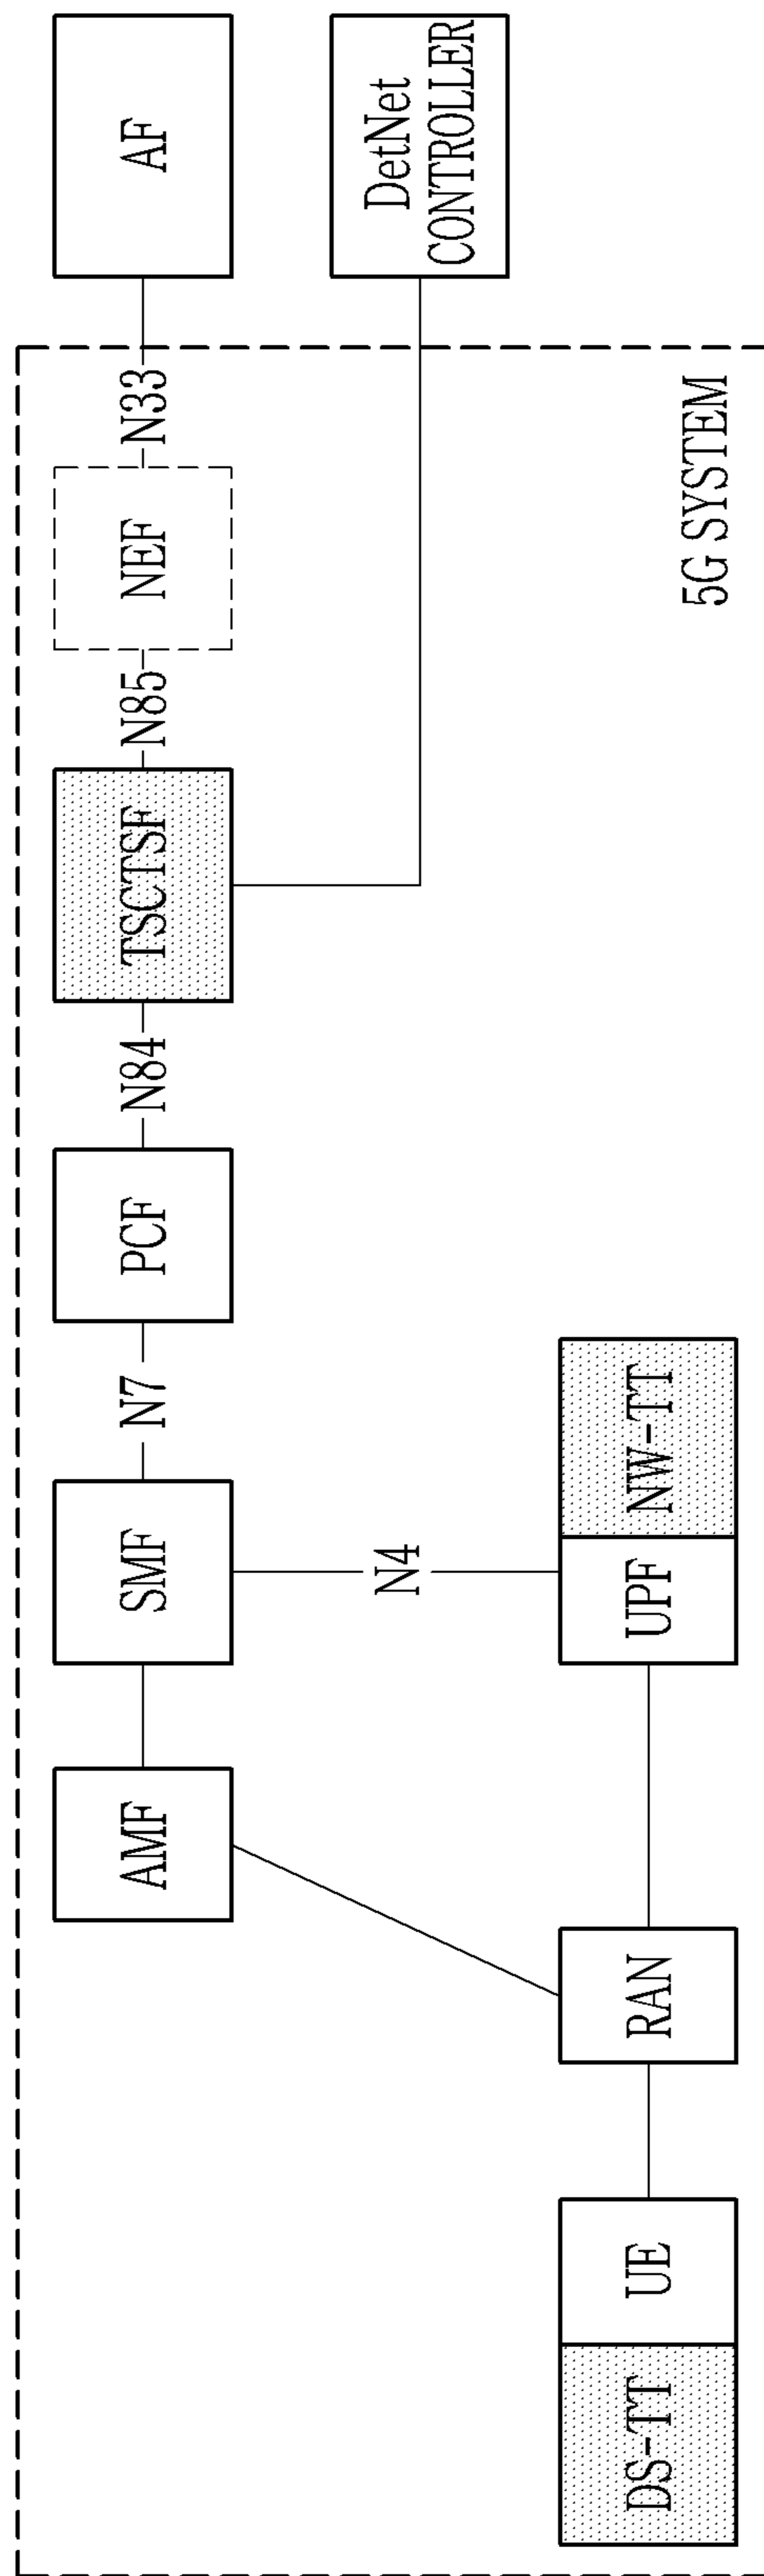 AMF
SMF
N7
PCF
N84
TSCTSF
N85
NEF
N33
AF
N4
DetNet
CONTROLLER
DS-TT
UE
RAN
UPF
NW-TT
5G SYSTEM